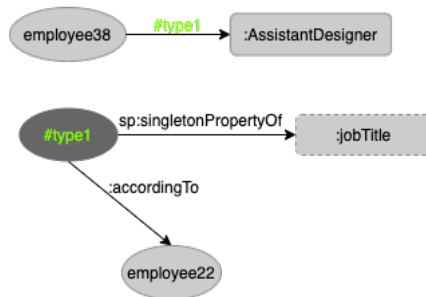 employee38
#type1
:AssistantDesigner
sp:singletonPropertyOf
#type1
:jobTitle
:accordingTo
employee22